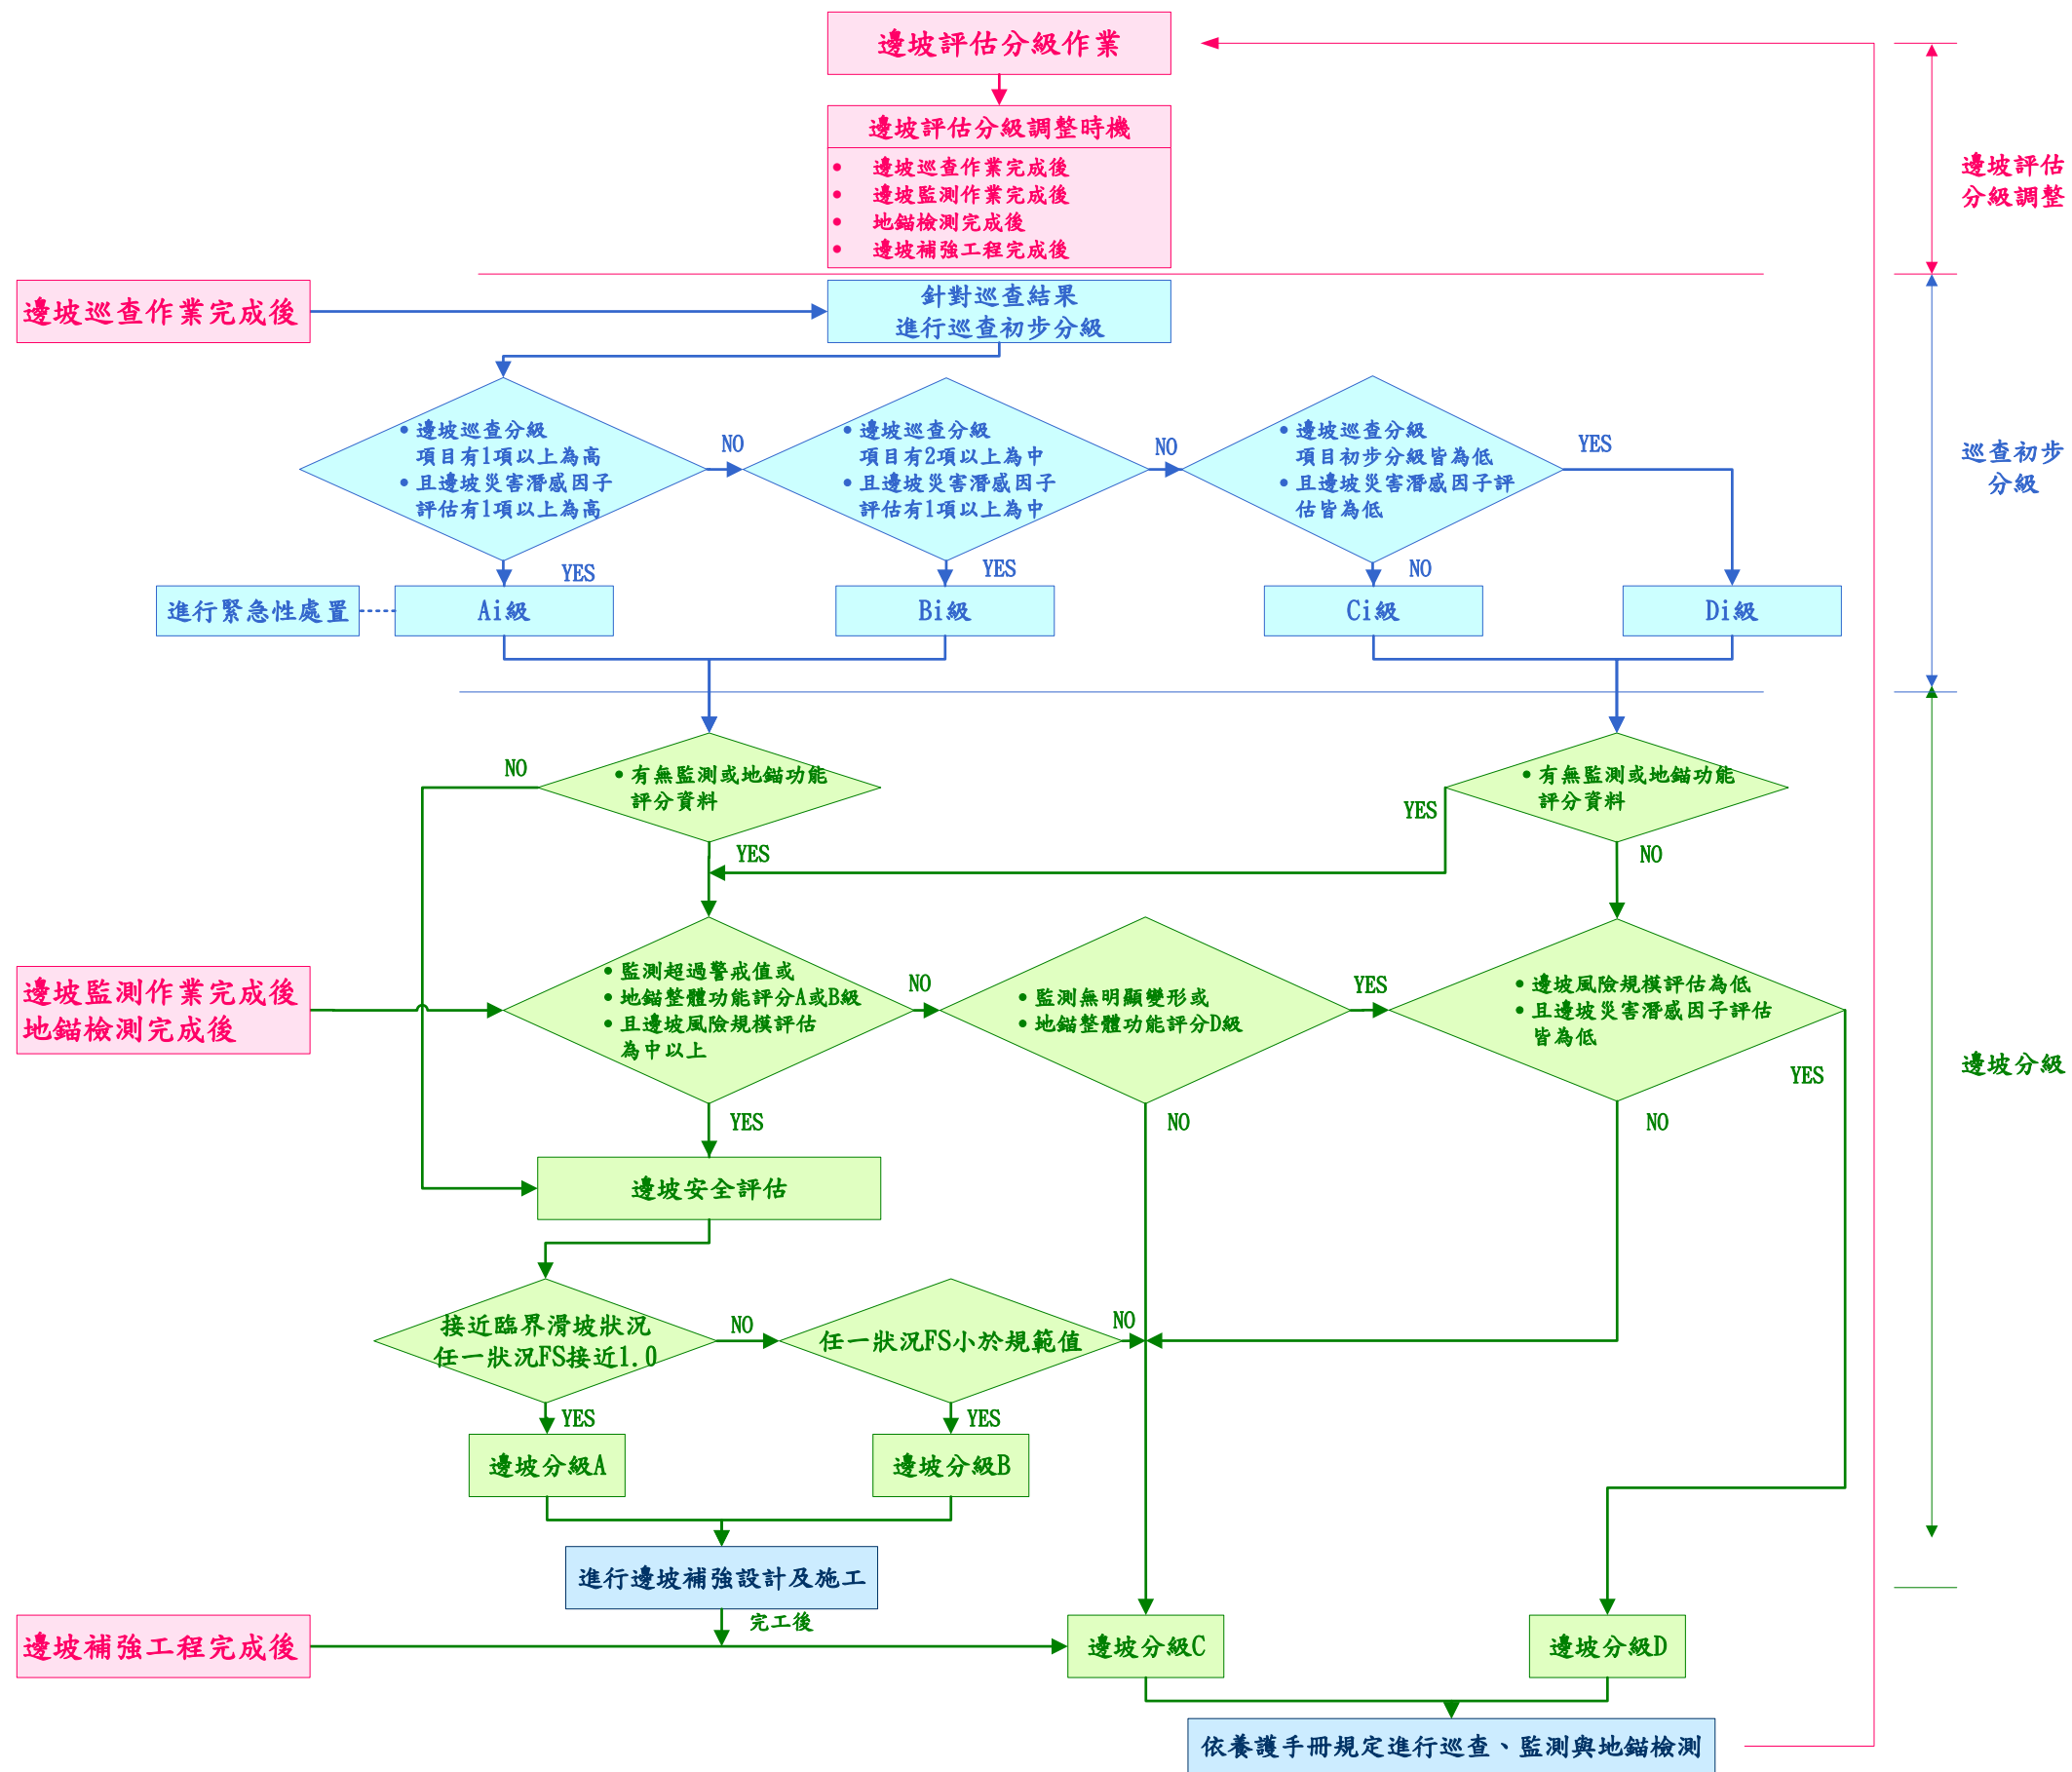 邊坡評估分級作業
邊坡評估分級調整時機
• 邊坡巡查作業完成後
• 邊坡監測作業完成後
• 地錨檢測完成後
• 邊坡補強工程完成後
邊坡評估
分級調整
邊坡巡查作業完成後
針對巡查結果
進行巡查初步分級
• 邊坡巡查分級
項目有1項以上為高
• 且邊坡災害潛感因子
評估有1項以上為高
NO
• 邊坡巡查分級
項目有2項以上為中
• 且邊坡災害潛感因子
評估有1項以上為中
NO
• 邊坡巡查分級
項目初步分級皆為低
• 且邊坡災害潛感因子評
估皆為低
YES
巡查初步
分級
YES
YES
NO
進行緊急性處置
Ai級
Bi級
Ci級
Di級
NO
• 有無監測或地錨功能
評分資料
YES
• 有無監測或地錨功能
評分資料
YES
NO
邊坡監測作業完成後
地錨檢測完成後
• 監測超過警戒值或
• 地錨整體功能評分A或B級
• 且邊坡風險規模評估
為中以上
NO
• 監測無明顯變形或
• 地錨整體功能評分D級
YES
• 邊坡風險規模評估為低
• 且邊坡災害潛感因子評估
皆為低
YES
邊坡分級
YES
NO
NO
邊坡安全評估
接近臨界滑坡狀況
任一狀況FS接近1.0
NO
任一狀況FS小於規範值
NO
YES
YES
邊坡分級A
邊坡分級B
進行邊坡補強設計及施工
完工後
邊坡補強工程完成後
邊坡分級C
邊坡分級D
依養護手冊規定進行巡查、監測與地錨檢測